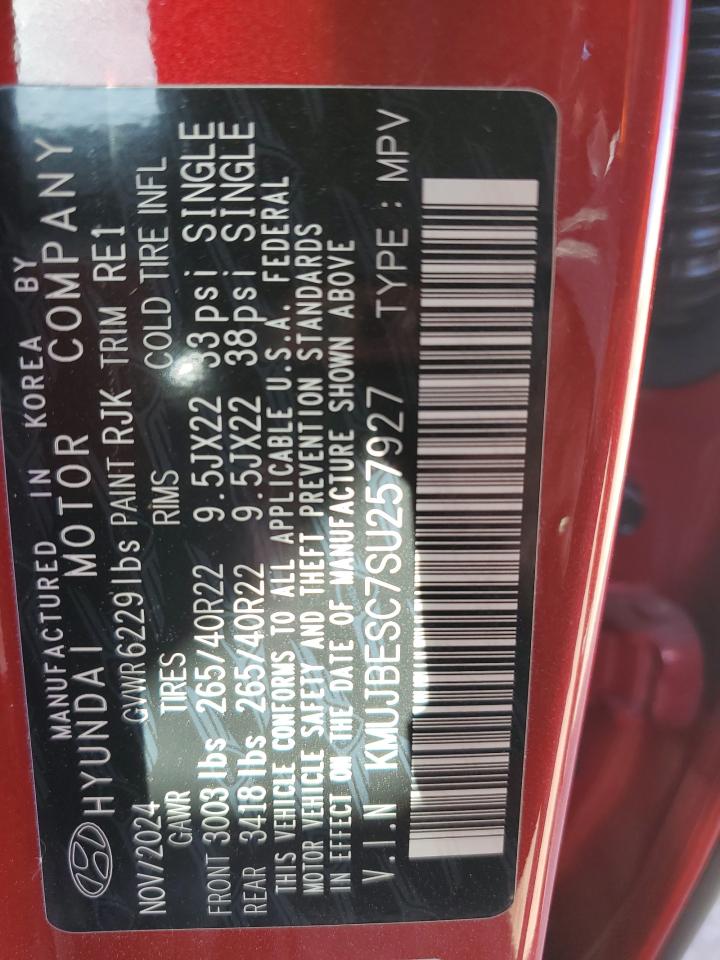 MANUFACTURED IN KOREA BY
HYUNDAI MOTOR COMPANY
NOV/2024 GVWR 6229 lbs PAINT RJK TRIM RE1
GAWR TIRES RIMS COLD TIRE INFL
FRONT 3003 lbs 265/40R22 9.5JX22 33 psi SINGLE
REAR 3418 lbs 265/40R22 9.5JX22 38 psi SINGLE
THIS VEHICLE CONFORMS TO ALL APPLICABLE U.S.A. FEDERAL
MOTOR VEHICLE SAFETY AND THEFT PREVENTION STANDARDS
IN EFFECT ON THE DATE OF MANUFACTURE SHOWN ABOVE
V.I.N KMUJBESC7SU257927 TYPE : MPV